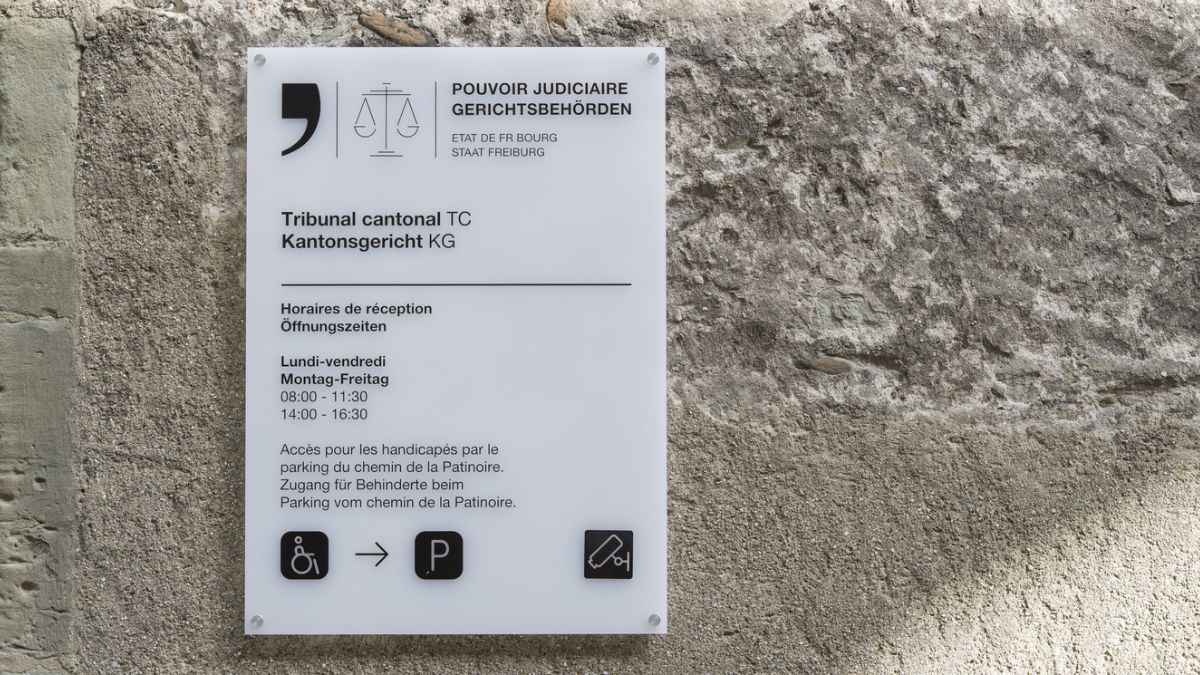 POUVOIR JUDICIAIRE
GERICHTSBEHÖRDEN
ETAT DE FR BOURG
STAAT FREIBURG
Tribunal cantonal TC
Kantonsgericht KG
Horaires de réception
Öffnungszeiten
Lundi-vendredi
Montag-Freitag
08:00 - 11:30
14:00 - 16:30
Accès pour les handicapés par le
parking du chemin de la Patinoire.
Zugang für Behinderte beim
Parking vom chemin de la Patinoire.
P